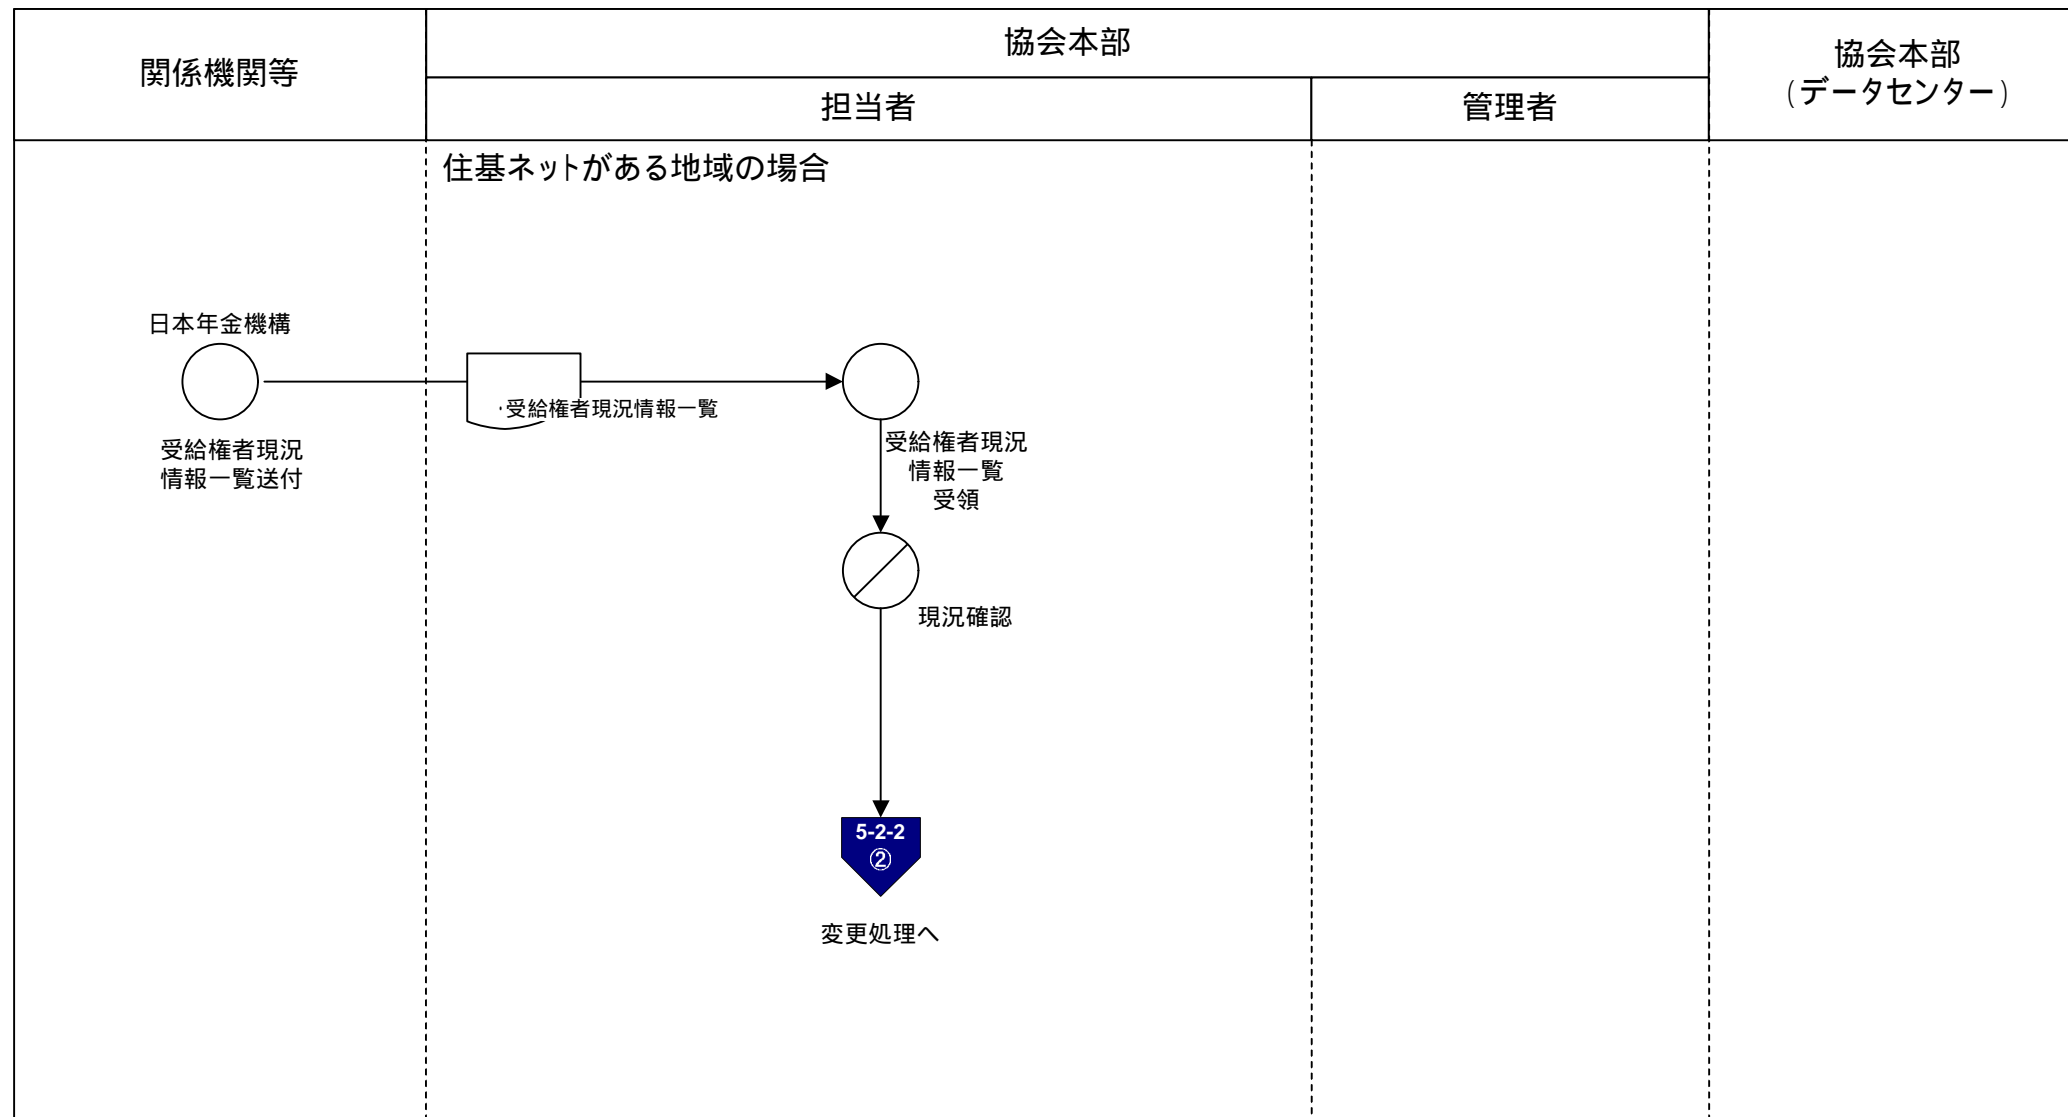 関係機関等
協会本部
協会本部
(データセンター)
担当者
管理者
住基ネットがある地域の場合
日本年金機構
・受給権者現況情報一覧
受給権者現況
情報一覧送付
受給権者現況
情報一覧
受領
現況確認
5-2-2
②
変更処理へ